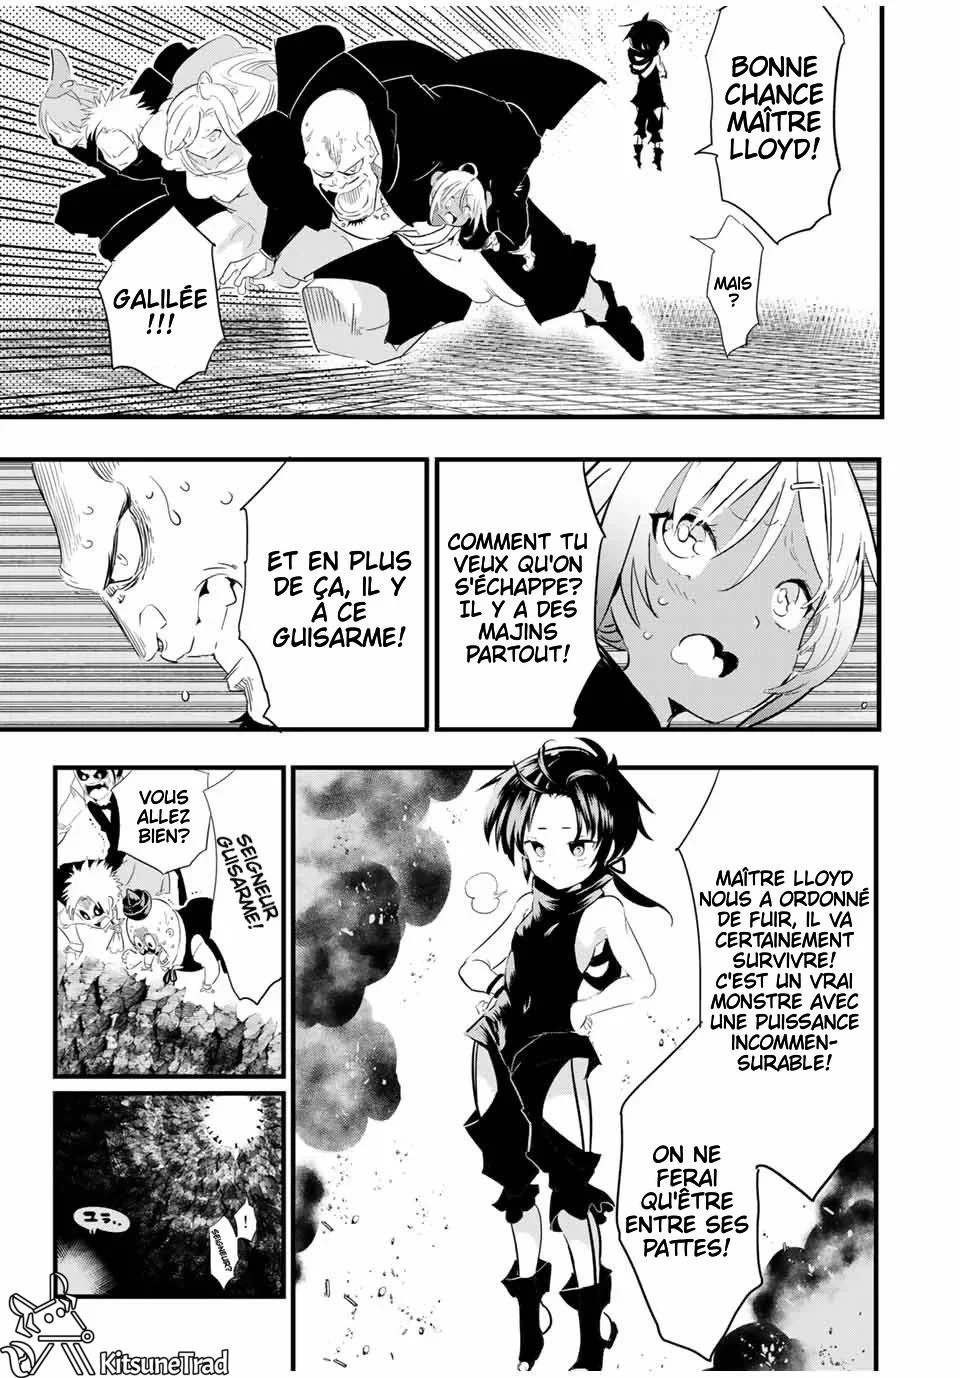 BONNE
CHANCE
MAÎTRE
LLOYD!
MAIS
?
GALILÉE
!!!
COMMENT TU
VEUX QU'ON
S'ÉCHAPPE?
IL Y A DES
MAJINS
PARTOUT!
ET EN PLUS
DE ÇA, IL Y
A CE
GUISARME!
MAÎTRE LLOYD
NOUS A ORDONNÉ
DE FUIR, IL VA
CERTAINEMENT
SURVIVRE!
C'EST UN VRAI
MONSTRE AVEC
UNE PUISSANCE
INCOMMEN-
SURABLE!
ON NE
FERAI
QU'ÊTRE
ENTRE SES
PATTES!
VOUS
ALLEZ
BIEN?
SEIGNEUR
GUISARME!
!
SEIGNEUR?
ユラ..
KitsuneTrad